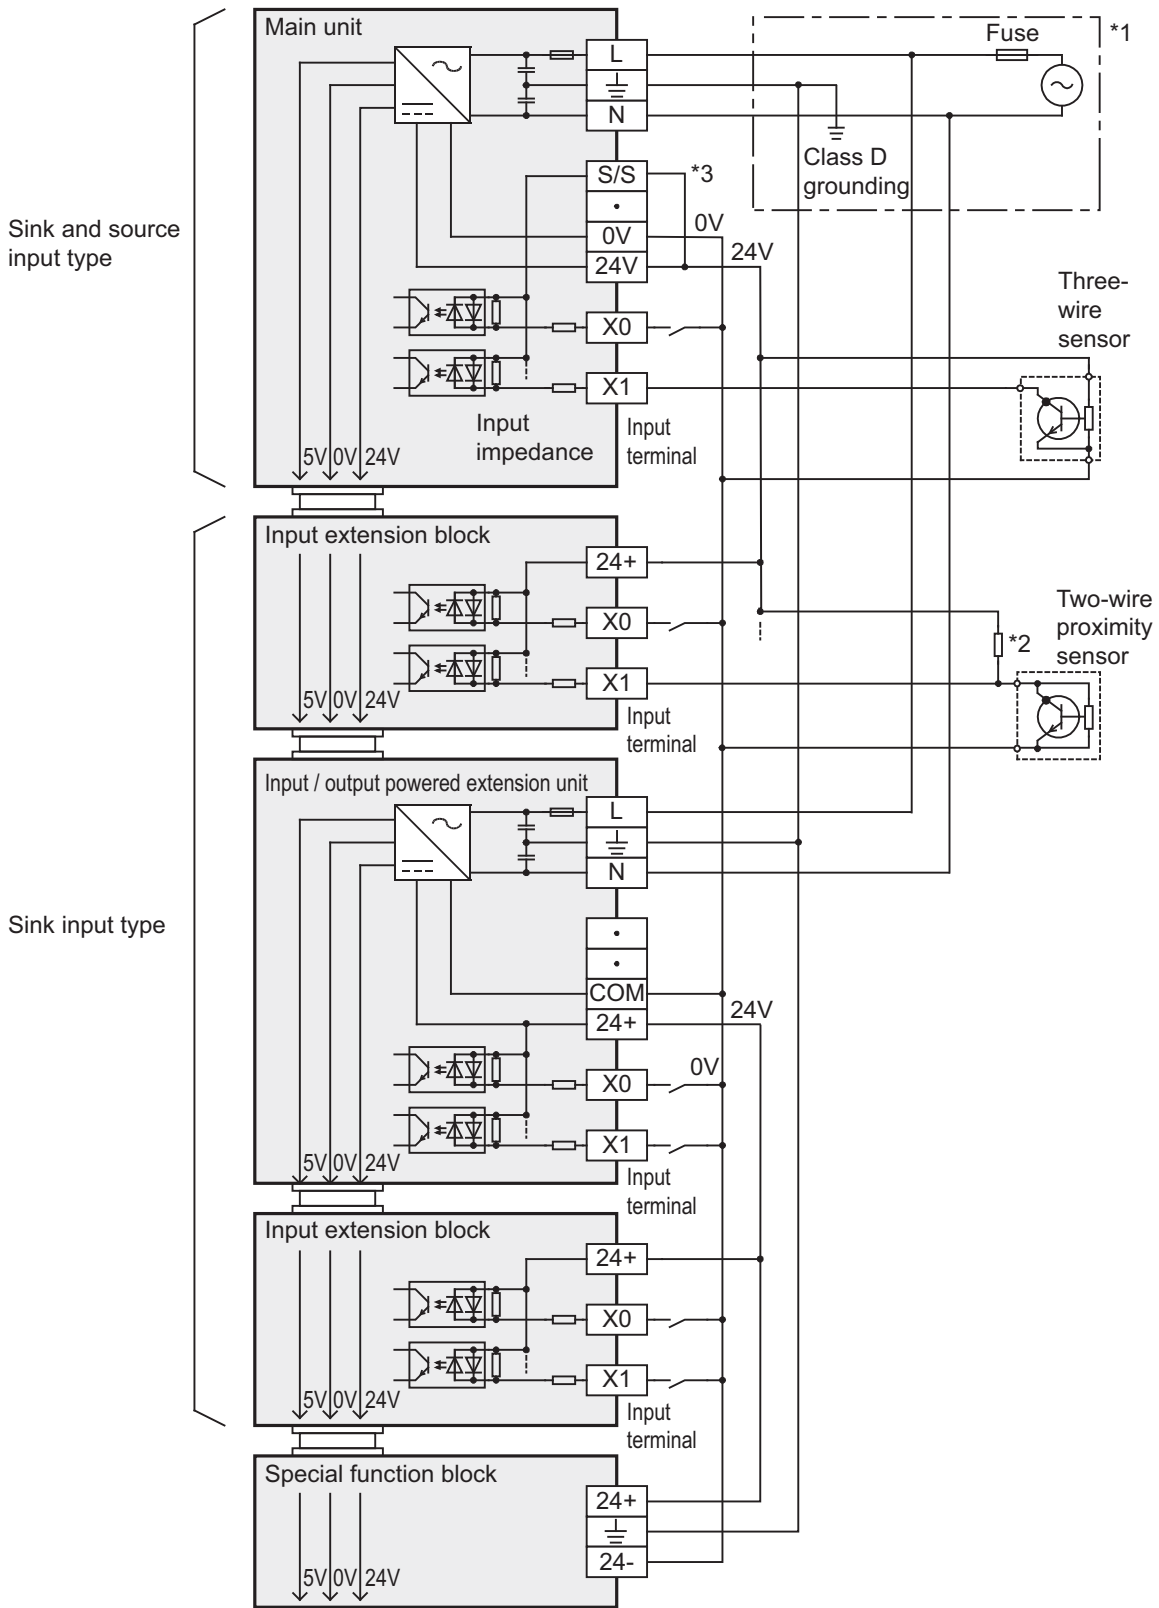 Main unit
Fuse
*1
L
N
Class D
grounding
S/S
*3
•
0V
0V
24V
24V
Sink and source
input type
Three-
wire
sensor
X0
X1
Input
impedance
Input
terminal
5V 0V 24V
Input extension block
24+
X0
Two-wire
proximity
sensor
*2
X1
5V 0V 24V
Input
terminal
Input / output powered extension unit
L
N
Sink input type
•
•
COM
24+
24V
0V
X0
X1
5V 0V 24V
Input
terminal
Input extension block
24+
X0
X1
5V 0V 24V
Input
terminal
Special function block
24+
24-
5V 0V 24V